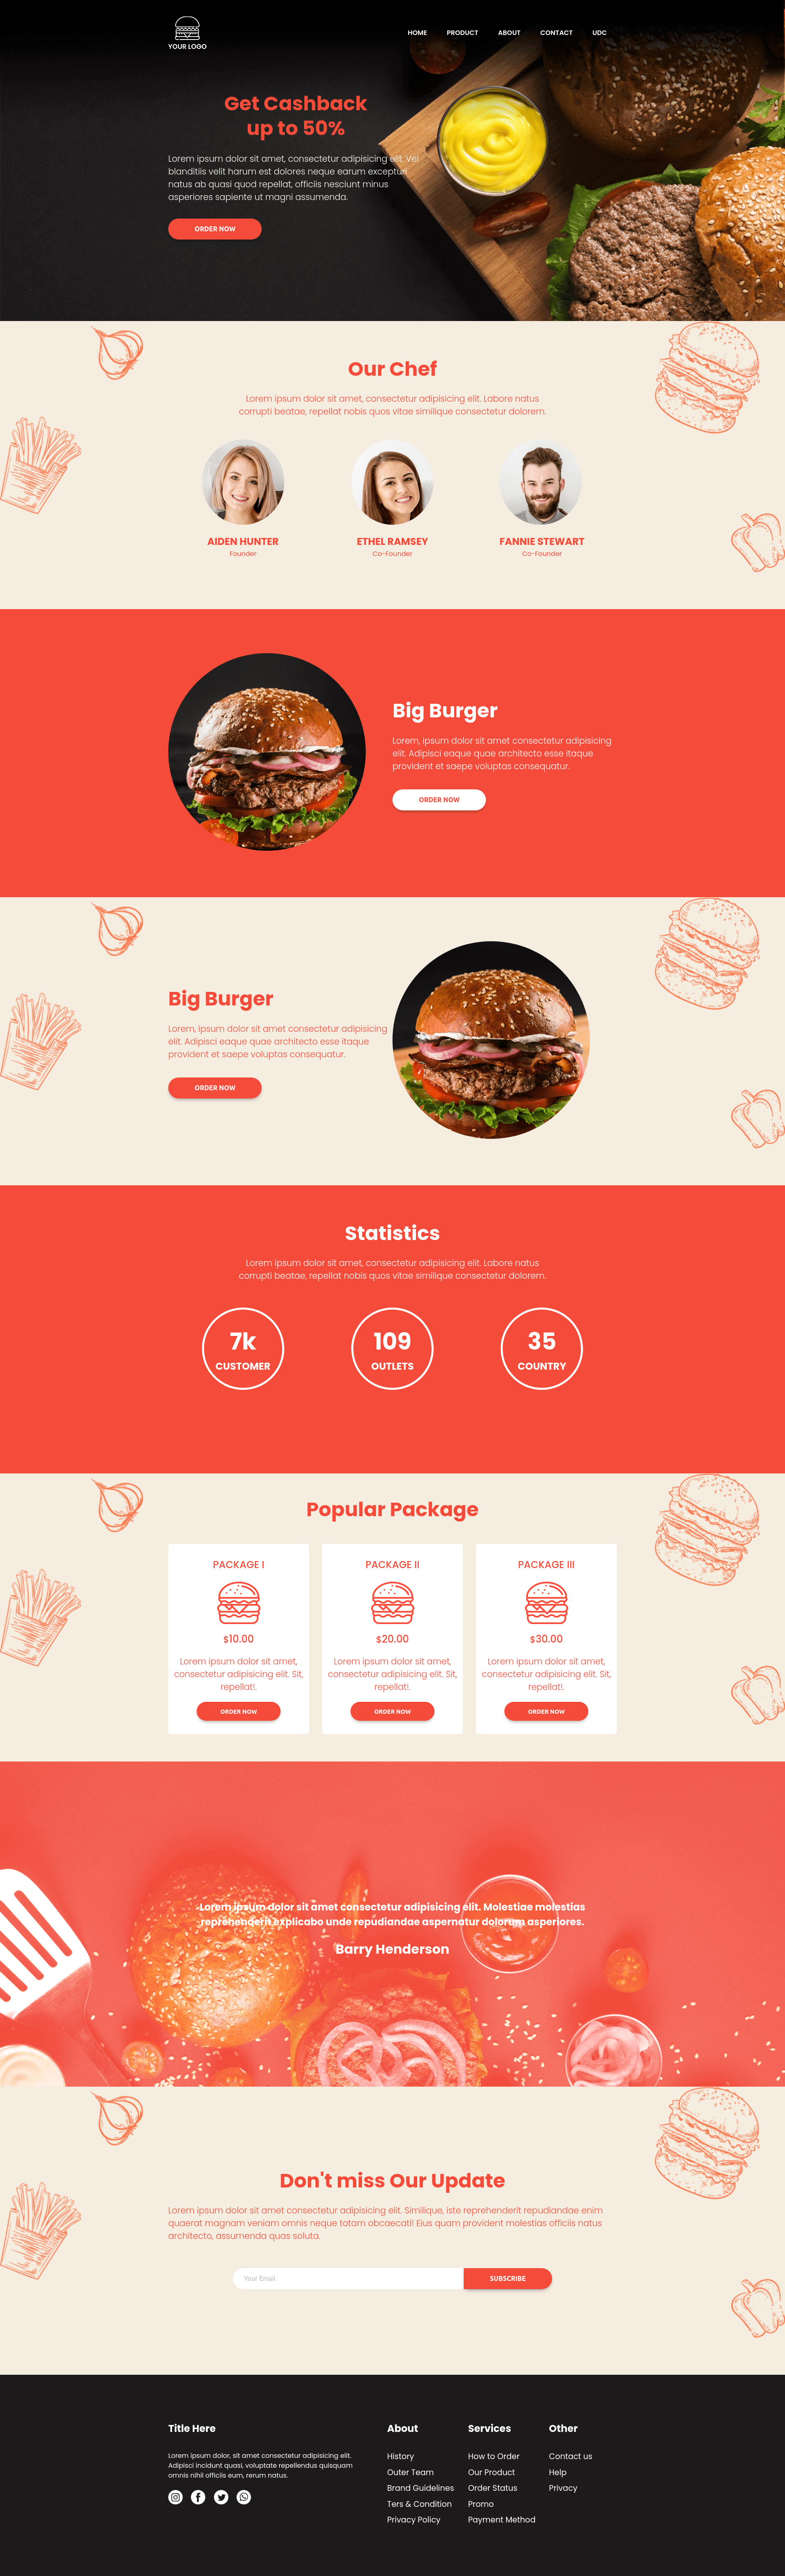 YOUR LOGO
HOME PRODUCT ABOUT CONTACT UDC
Get Cashback
up to 50%
Lorem ipsum dolor sit amet, consectetur adipisicing elit. Vel
blanditiis velit harum est dolores neque earum excepturi
natus ab quasi quod repellat, officiis nesciunt minus
asperiores sapiente ut magni assumenda.
ORDER NOW
Our Chef
Lorem ipsum dolor sit amet, consectetur adipisicing elit. Labore natus
corrupti beatae, repellat nobis quos vitae similique consectetur dolorem.
AIDEN HUNTER
Founder
ETHEL RAMSEY
Co-Founder
FANNIE STEWART
Co-Founder
Big Burger
Lorem, ipsum dolor sit amet consectetur adipisicing
elit. Adipisci eaque quae architecto esse itaque
provident et saepe voluptas consequatur.
ORDER NOW
Big Burger
Lorem, ipsum dolor sit amet consectetur adipisicing
elit. Adipisci eaque quae architecto esse itaque
provident et saepe voluptas consequatur.
ORDER NOW
Statistics
Lorem ipsum dolor sit amet, consectetur adipisicing elit. Labore natus
corrupti beatae, repellat nobis quos vitae similique consectetur dolorem.
7k
CUSTOMER
109
OUTLETS
35
COUNTRY
Popular Package
PACKAGE I
$10.00
Lorem ipsum dolor sit amet,
consectetur adipisicing elit. Sit,
repellat!.
ORDER NOW
PACKAGE II
$20.00
Lorem ipsum dolor sit amet,
consectetur adipisicing elit. Sit,
repellat!.
ORDER NOW
PACKAGE III
$30.00
Lorem ipsum dolor sit amet,
consectetur adipisicing elit. Sit,
repellat!.
ORDER NOW
Lorem ipsum dolor sit amet consectetur adipisicing elit. Molestiae molestias
reprehenderit explicabo unde repudiandae aspernatur dolorum asperiores.
Barry Henderson
Don't miss Our Update
Lorem ipsum dolor sit amet consectetur adipisicing elit. Similique, iste reprehenderit repudiandae enim
quaerat magnam veniam omnis neque totam obcaecati! Eius quam provident molestias officiis natus
architecto, assumenda quas soluta.
Your Email
SUBSCRIBE
Title Here
Lorem ipsum dolor, sit amet consectetur adipisicing elit.
Adipisci incidunt quasi, voluptate repellendus quisquam
omnis nihil officiis eum, rerum natus.
About
History
Outer Team
Brand Guidelines
Ters & Condition
Privacy Policy
Services
How to Order
Our Product
Order Status
Promo
Payment Method
Other
Contact us
Help
Privacy